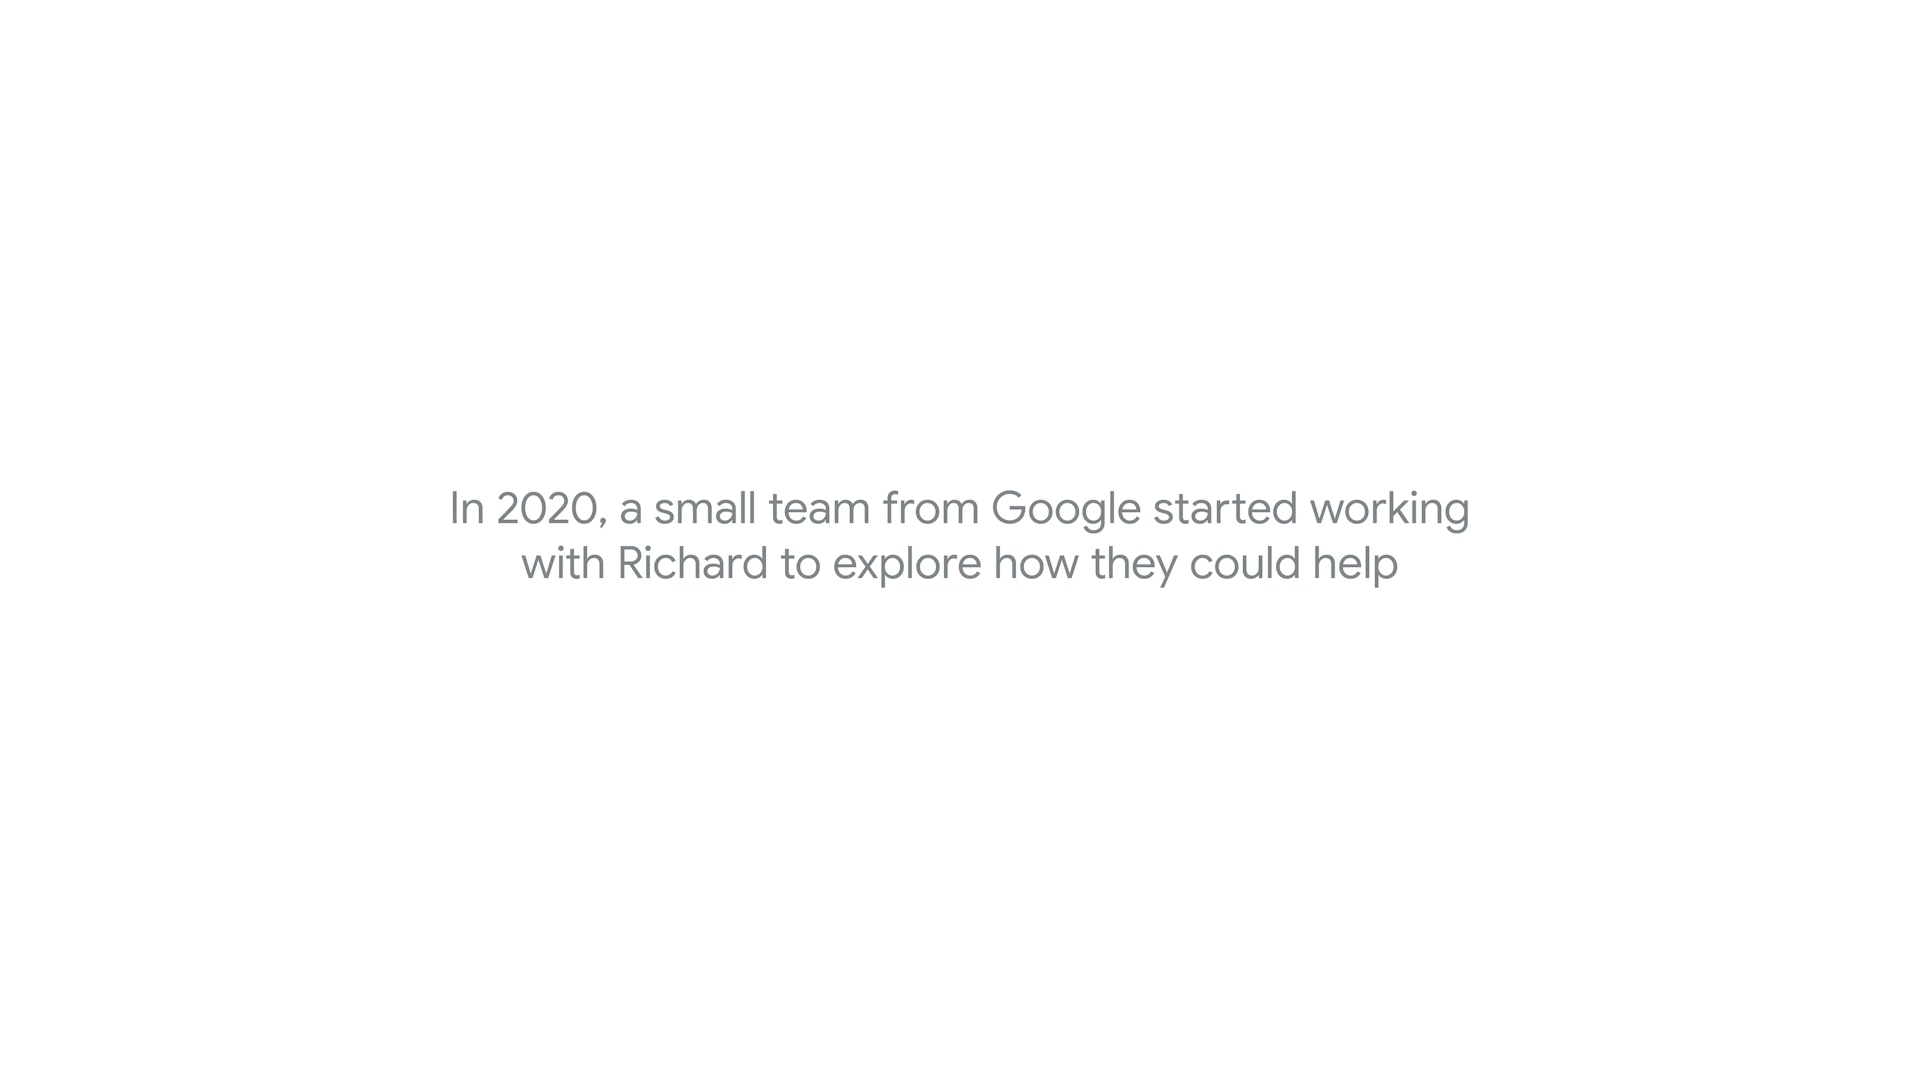 In 2020, a small team from Google started working
with Richard to explore how they could help